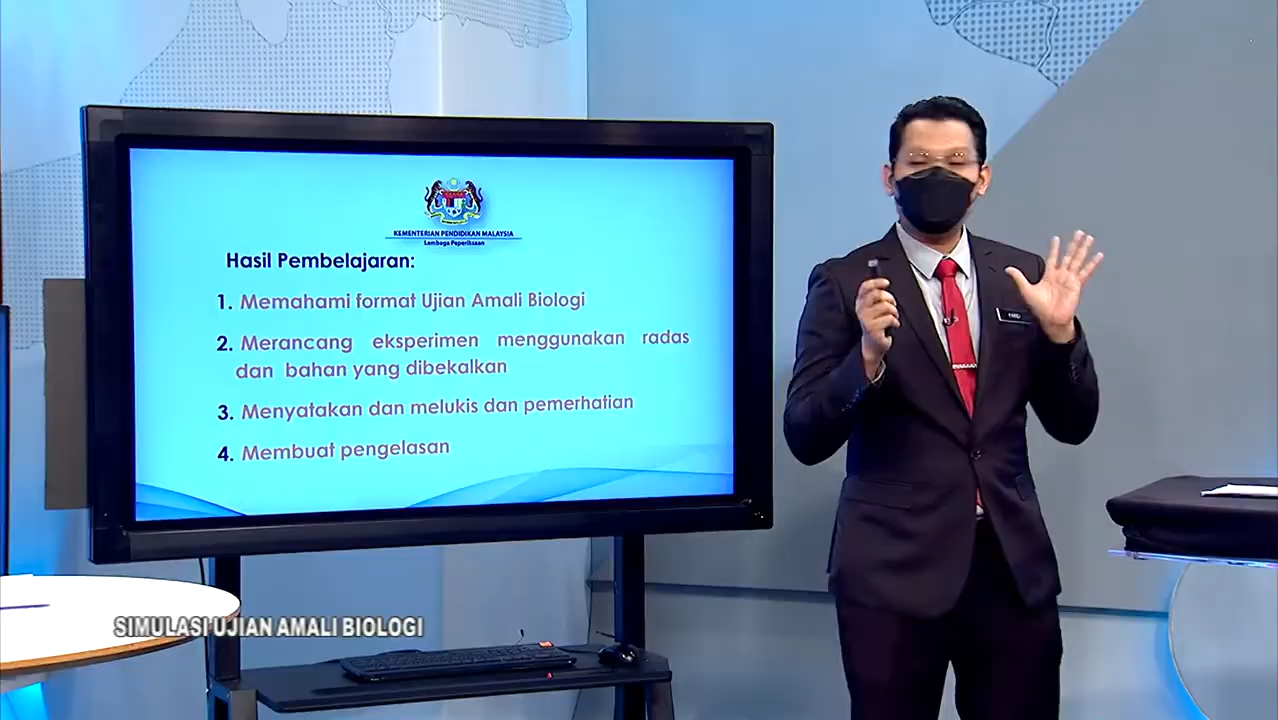 KEMENTERIAN PENDIDIKAN MALAYSIA
Lembaga Peperiksaan
Hasil Pembelajaran:
1. Memahami format Ujian Amali Biologi
2. Merancang eksperimen menggunakan radas
dan bahan yang dibekalkan
3. Menyatakan dan melukis dan pemerhatian
4. Membuat pengelasan
SIMULASI UJIAN AMALI BIOLOGI